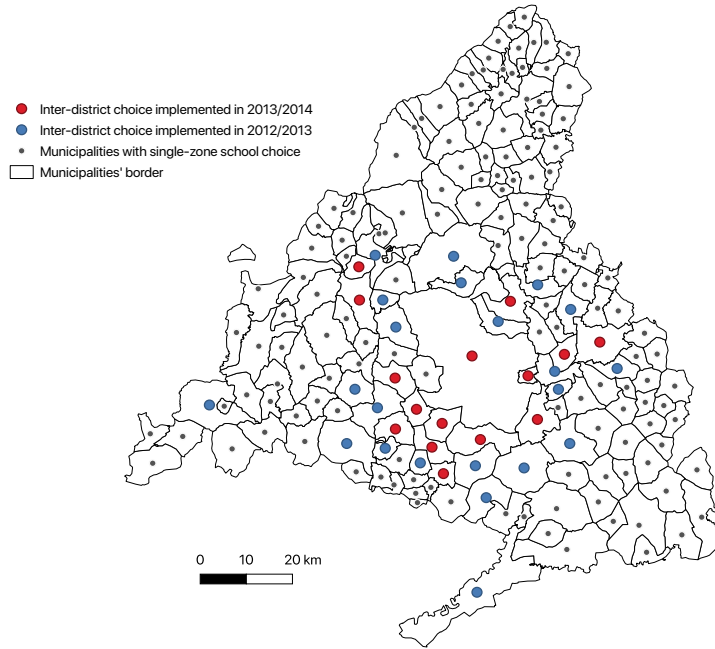 Inter-district choice implemented in 2013/2014
Inter-district choice implemented in 2012/2013
Municipalities with single-zone school choice
Municipalities' border
0 10 20 km